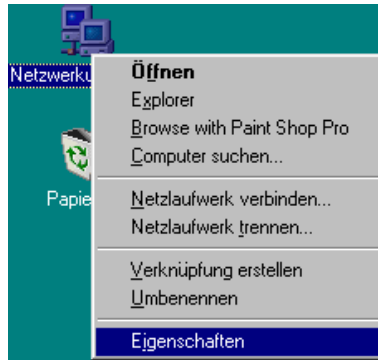 Netzwerku
Öffnen
Explorer
Browse with Paint Shop Pro
Computer suchen...
Papie
Netzlaufwerk verbinden...
Netzlaufwerk trennen...
Verknüpfung erstellen
Umbenennen
Eigenschaften